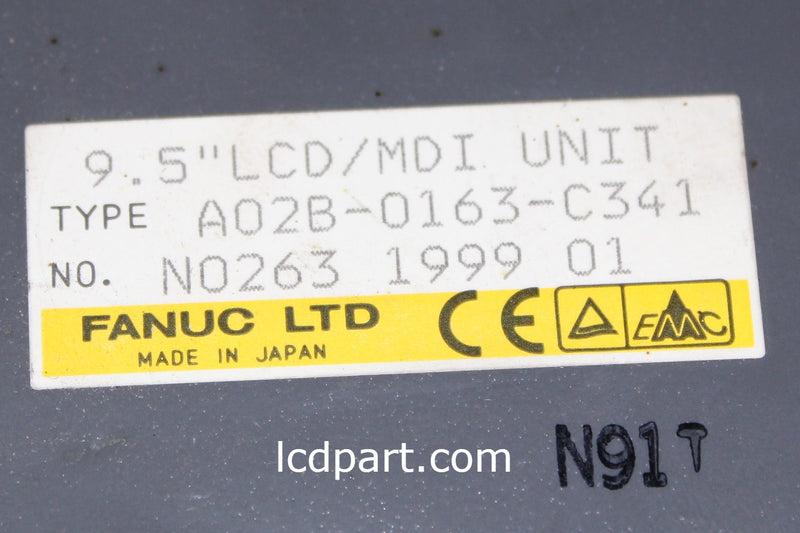 9.5"LCD/MDI UNIT
TYPE A02B-0163-C341
NO. N0263 1999 01
FANUC LTD CE EMC
MADE IN JAPAN
lcdpart.com
N91T